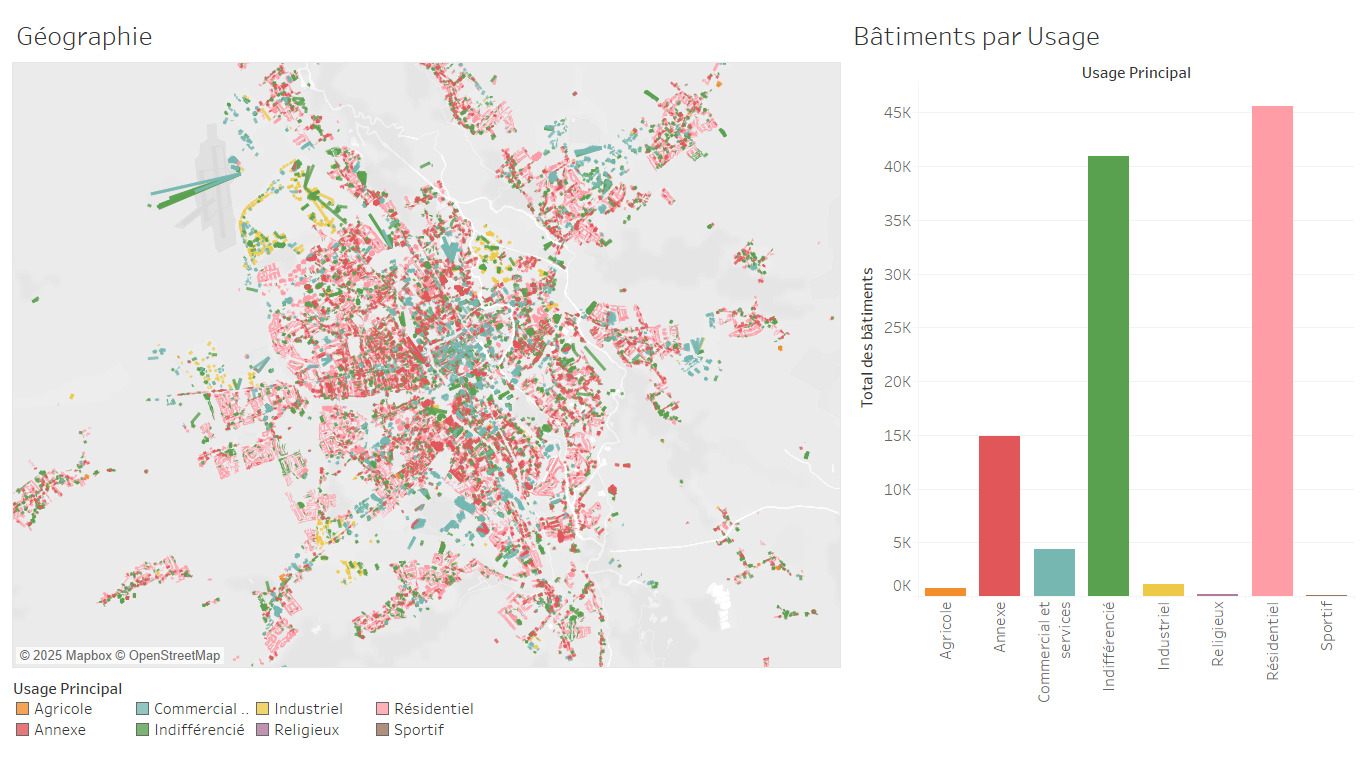 Géographie
© 2025 Mapbox © OpenStreetMap
Usage Principal
Agricole
Commercial ..
Industriel
Résidentiel
Annexe
Indifférencié
Religieux
Sportif
Bâtiments par Usage
Usage Principal
Total des bâtiments
45K
40K
35K
30K
25K
20K
15K
10K
5K
0K
Agricole
Annexe
Commercial et
services
Indifférencié
Industriel
Religieux
Résidentiel
Sportif